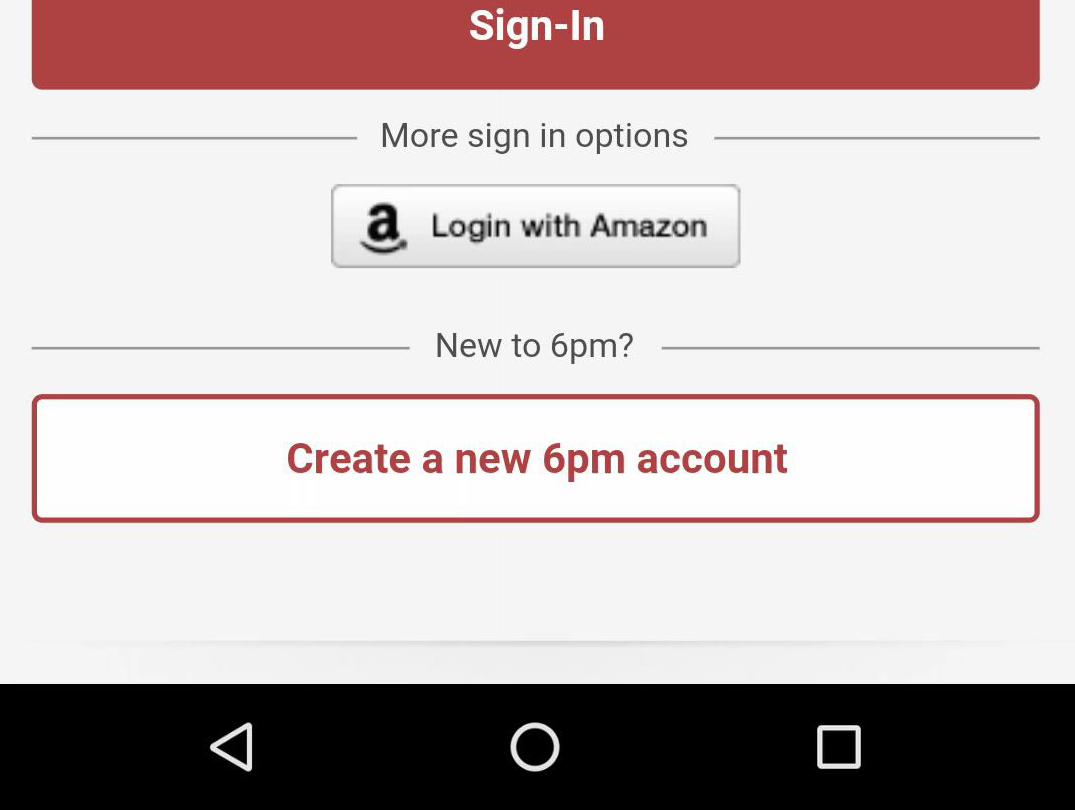 Sign-In
More sign in options
a Login with Amazon
New to 6pm?
Create a new 6pm account